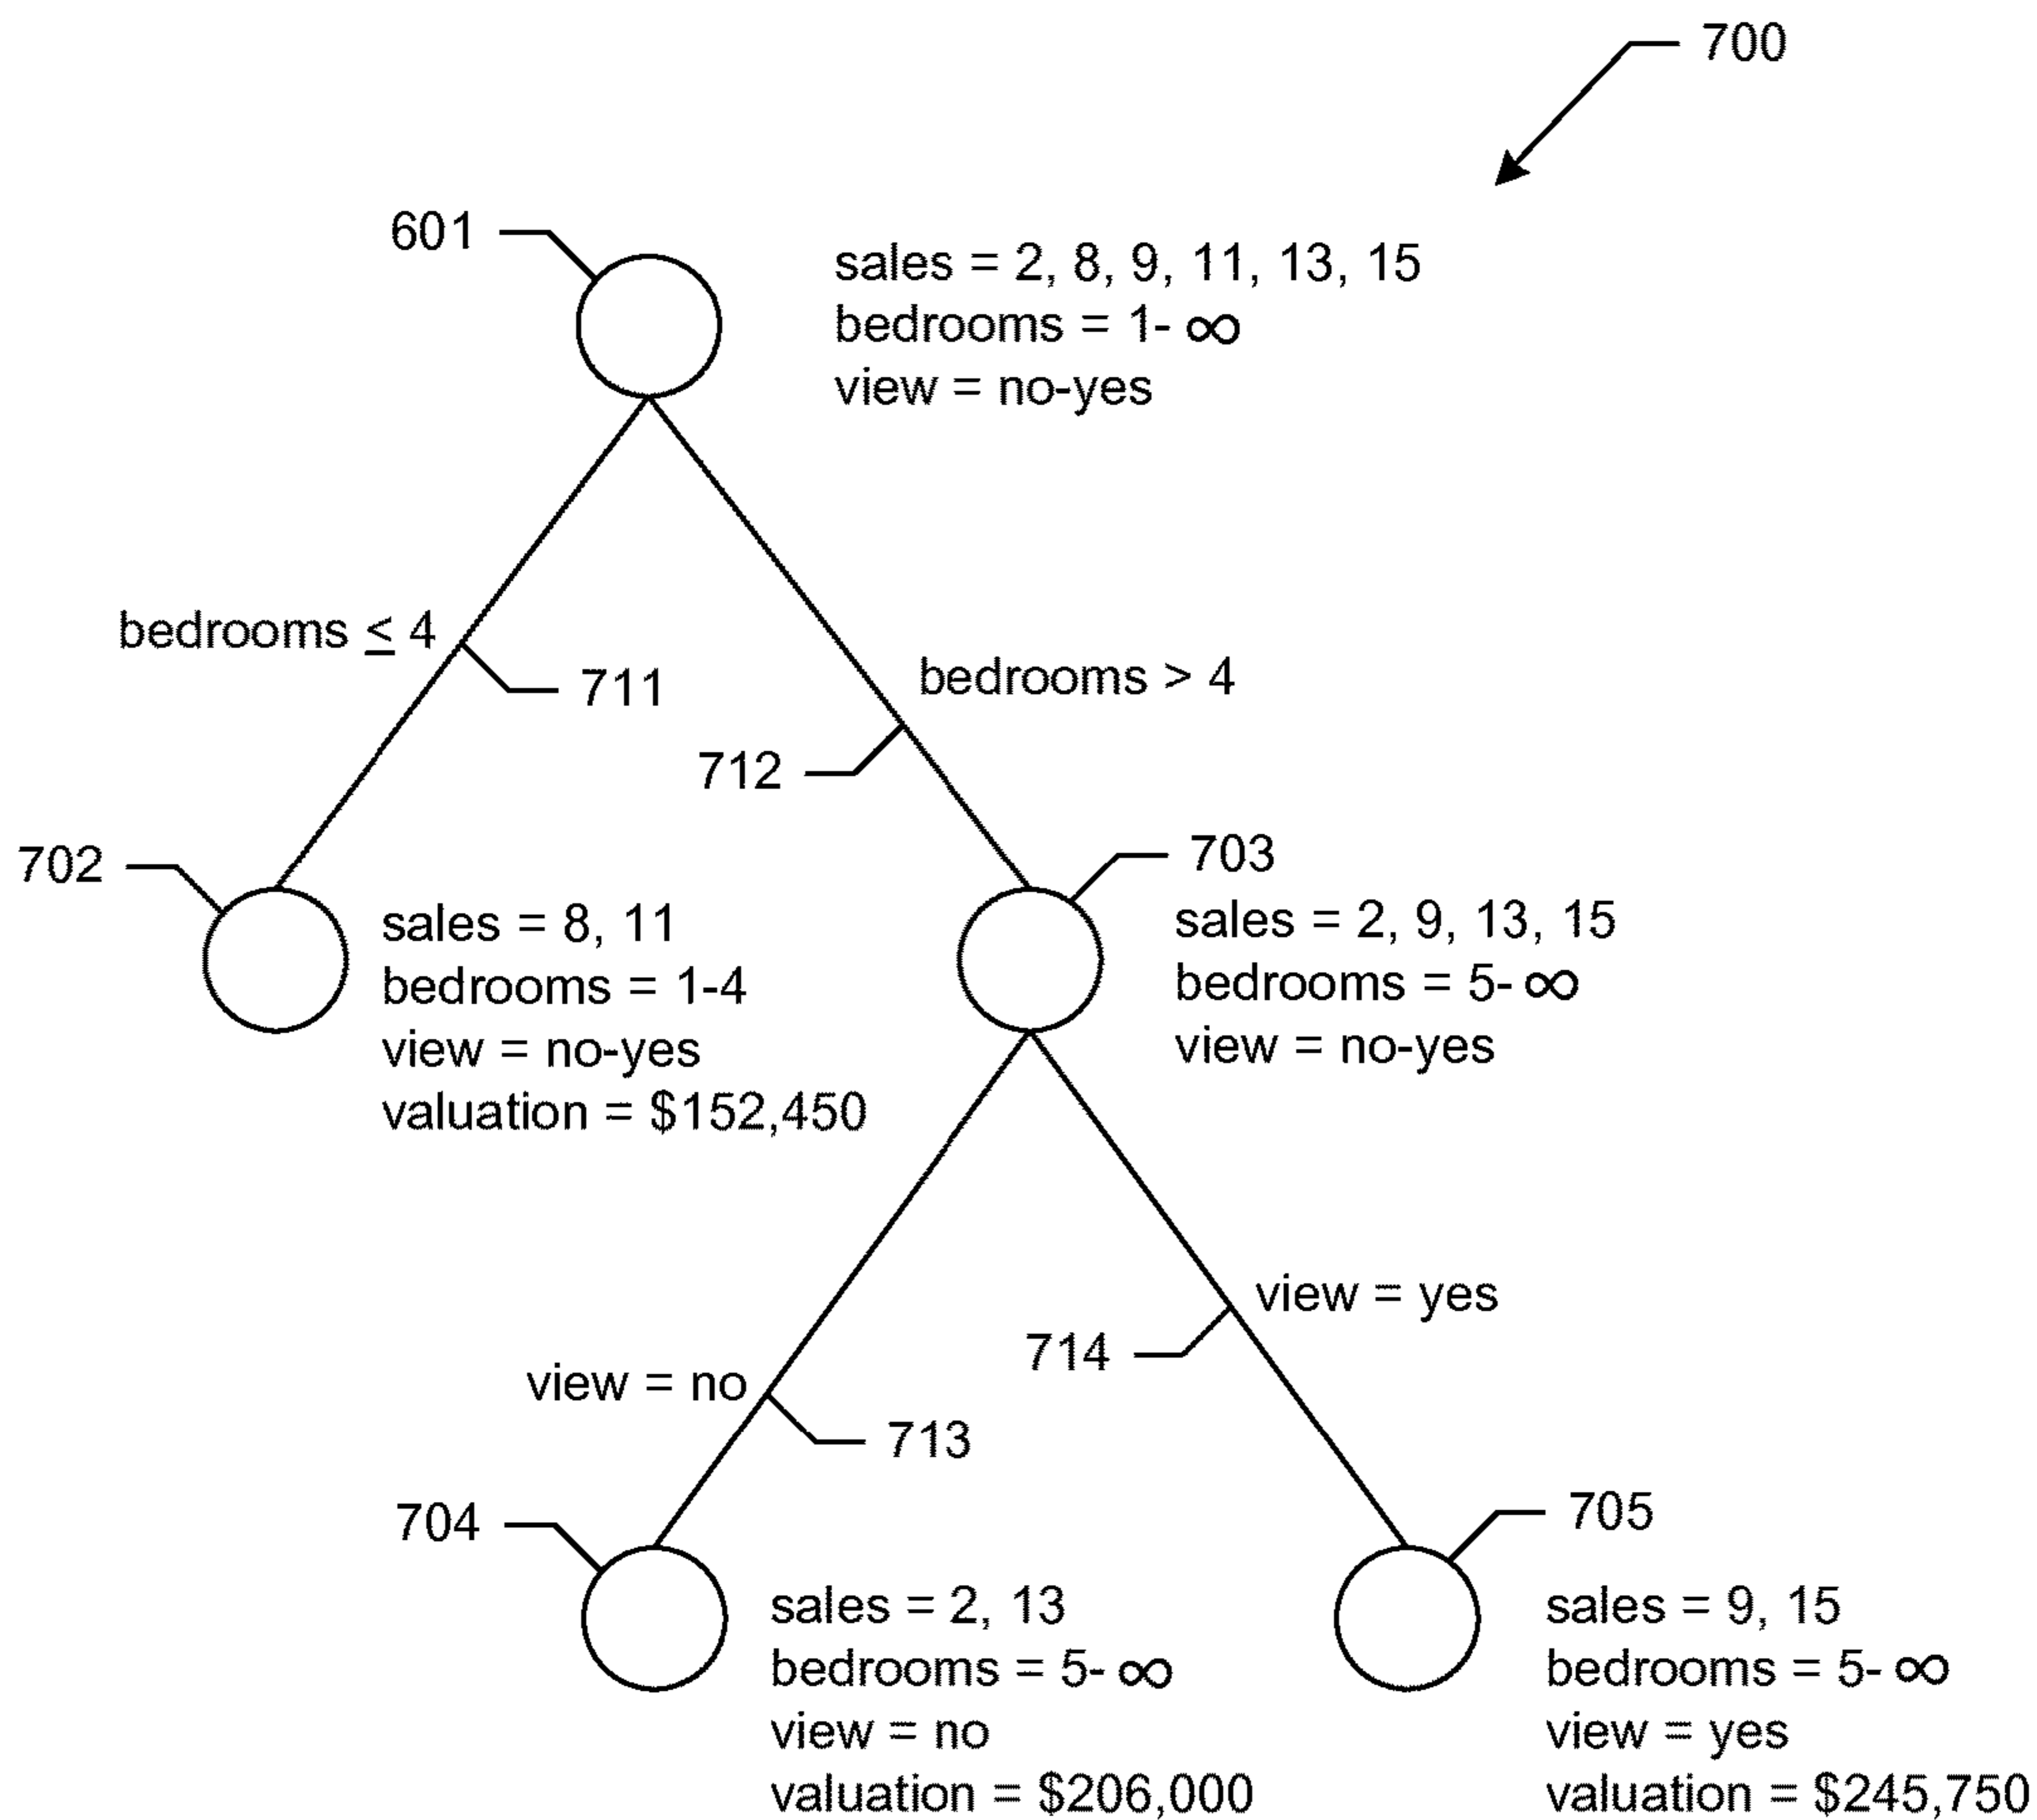 700
601
sales = 2, 8, 9, 11, 13, 15
bedrooms = 1- ∞
view = no-yes
bedrooms ≤ 4
711
bedrooms > 4
712
702
703
sales = 8, 11
bedrooms = 1-4
view = no-yes
valuation = $152,450
sales = 2, 9, 13, 15
bedrooms = 5- ∞
view = no-yes
view = yes
714
view = no
713
704
705
sales = 2, 13
bedrooms = 5- ∞
view = no
valuation = $206,000
sales = 9, 15
bedrooms = 5- ∞
view = yes
valuation = $245,750